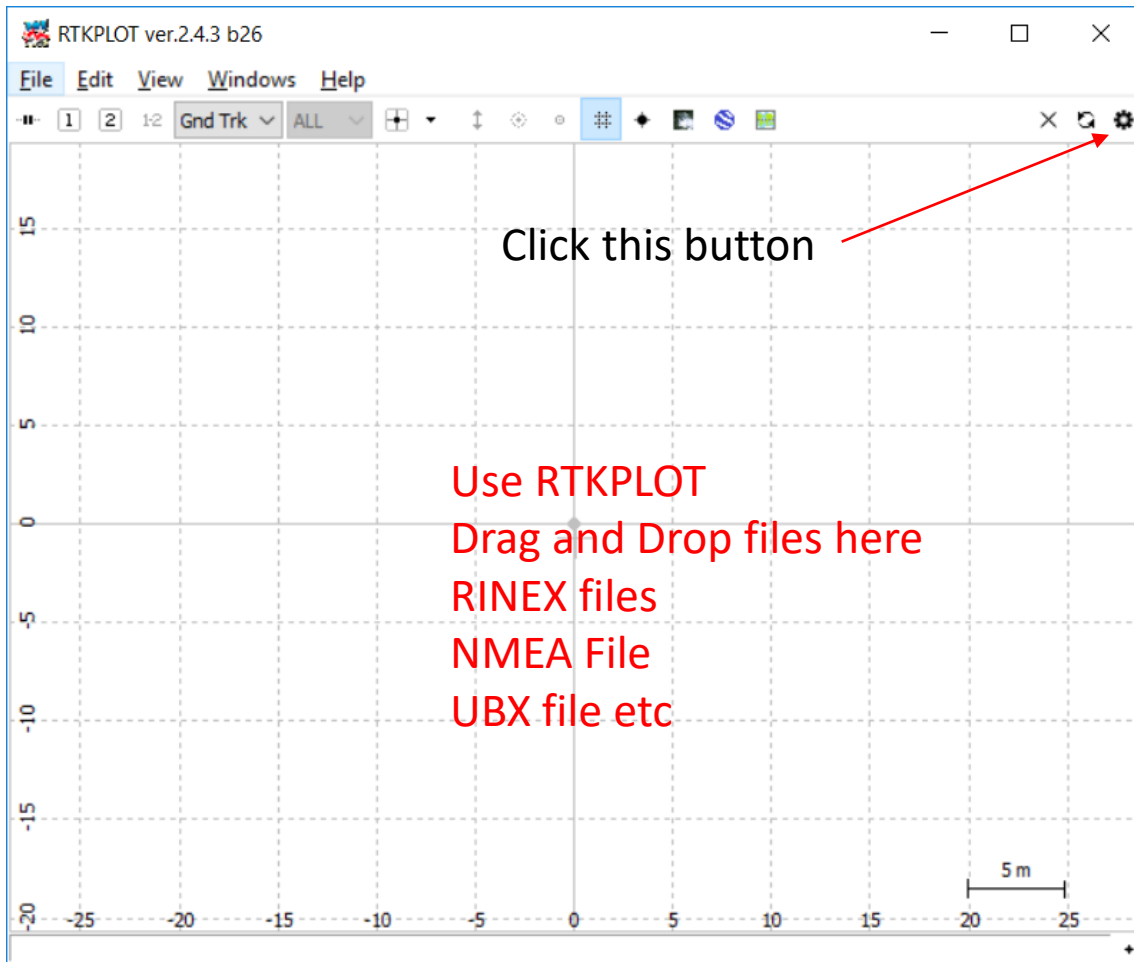 RTKPLOT ver.2.4.3 b26
File Edit View Windows Help
1 2 1-2 Gnd Trk ALL
Click this button
15
10
5
0
-5
-10
-15
-20
Use RTKPLOT
Drag and Drop files here
RINEX files
NMEA File
UBX file etc
5 m
-25 -20 -15 -10 -5 0 5 10 15 20 25